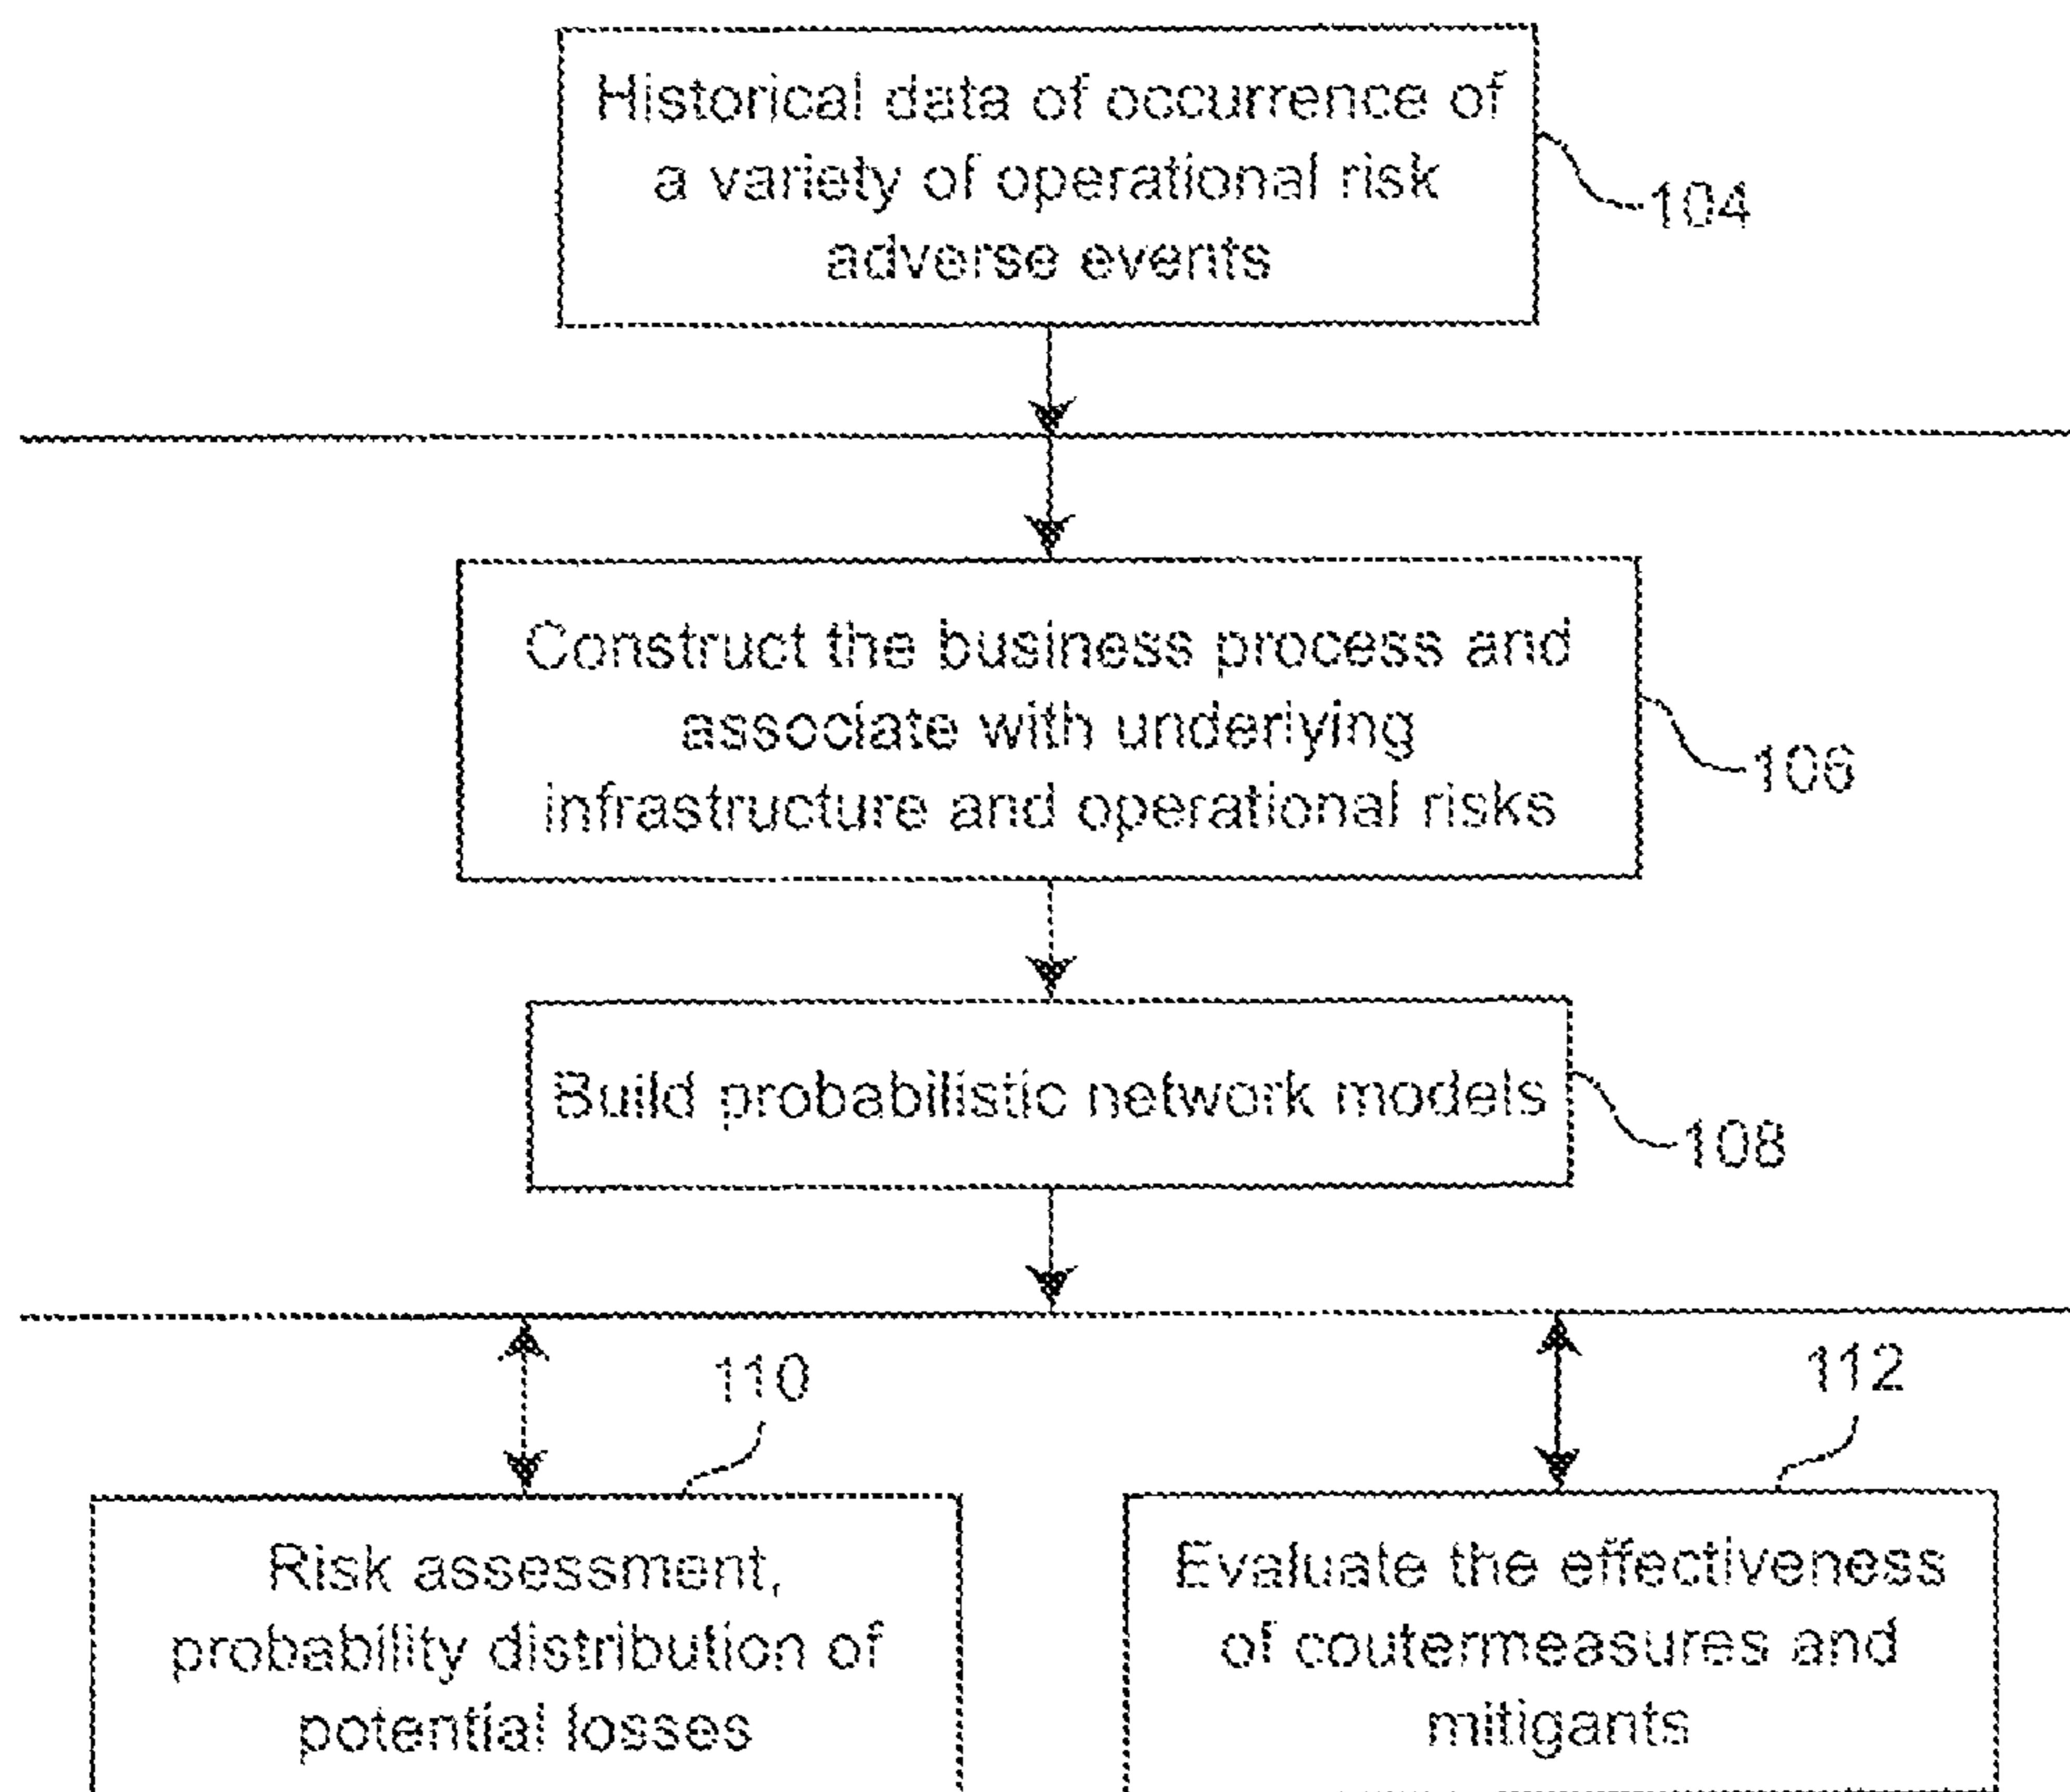 Historical data of occurrence of
a variety of operational risk
adverse events
104
Construct the business process and
associate with underlying
infrastructure and operational risks
106
Build probabilistic network models
108
110
112
Risk assessment,
probability distribution of
potential losses
Evaluate the effectiveness
of coutermeasures and
mitigants